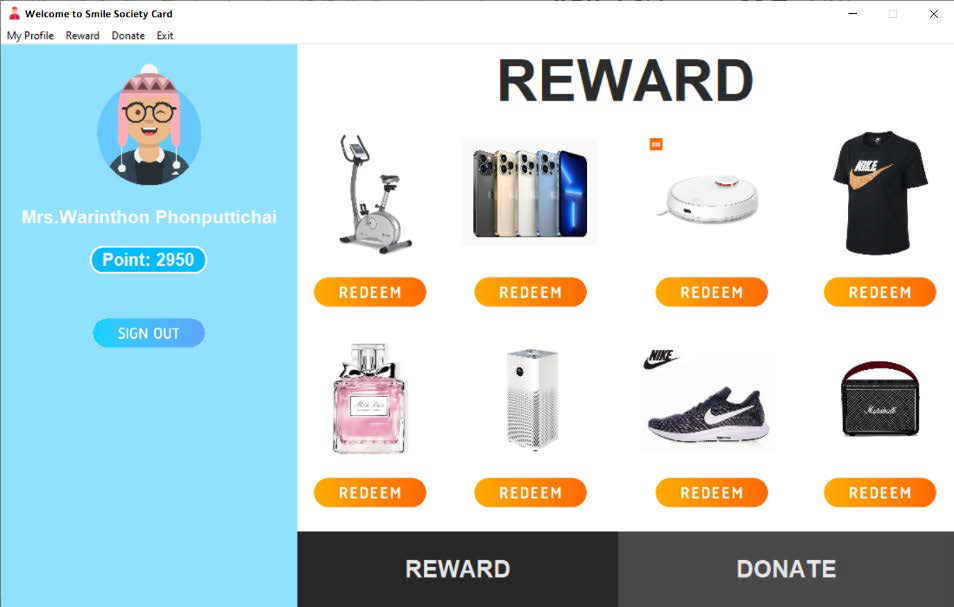 Welcome to Smile Society Card
My Profile Reward Donate Exit
REWARD
Mrs.Warinthon Phonputtichai
Point: 2950
SIGN OUT
mi
NIKE
REDEEM REDEEM REDEEM REDEEM
Miss Dior
NIKE
Marshall
REDEEM REDEEM REDEEM REDEEM
REWARD DONATE